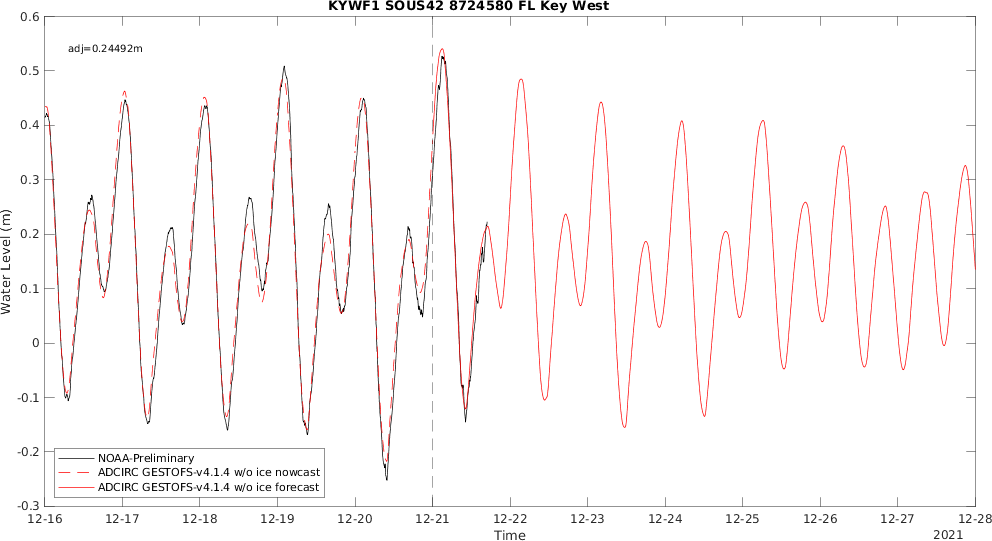 KYWF1 SOUS42 8724580 FL Key West
adj=0.24492m
Water Level (m)
0.6
0.5
0.4
0.3
0.2
0.1
0
-0.1
-0.2
-0.3
NOAA-Preliminary
ADCIRC GESTOFS-v4.1.4 w/o ice nowcast
ADCIRC GESTOFS-v4.1.4 w/o ice forecast
12-16 12-17 12-18 12-19 12-20 12-21 12-22 12-23 12-24 12-25 12-26 12-27 12-28
Time
2021